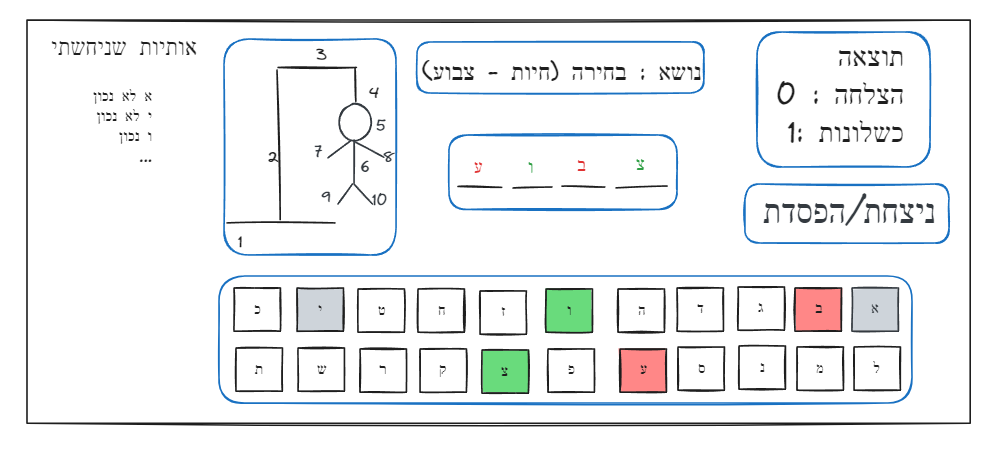 אותיות שניחשתי
א לא נכון
י לא נכון
ו נכון
...
3
4
5
2
7
6
8
9
10
1
נושא : בחירה (חיות - צבוע)
צ ב ו ע
תוצאה
הצלחה : 0
כשלונות :1
ניצחת/הפסדת
א ב ג ד ה ו ז ח ט י כ
ל מ נ ס ע פ צ ק ר ש ת